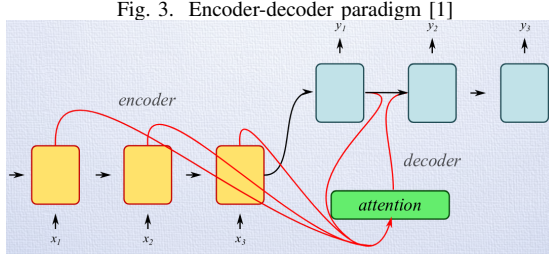 Fig. 3. Encoder-decoder paradigm [1]
y1 y2 y3
encoder
decoder
attention
x1 x2 x3